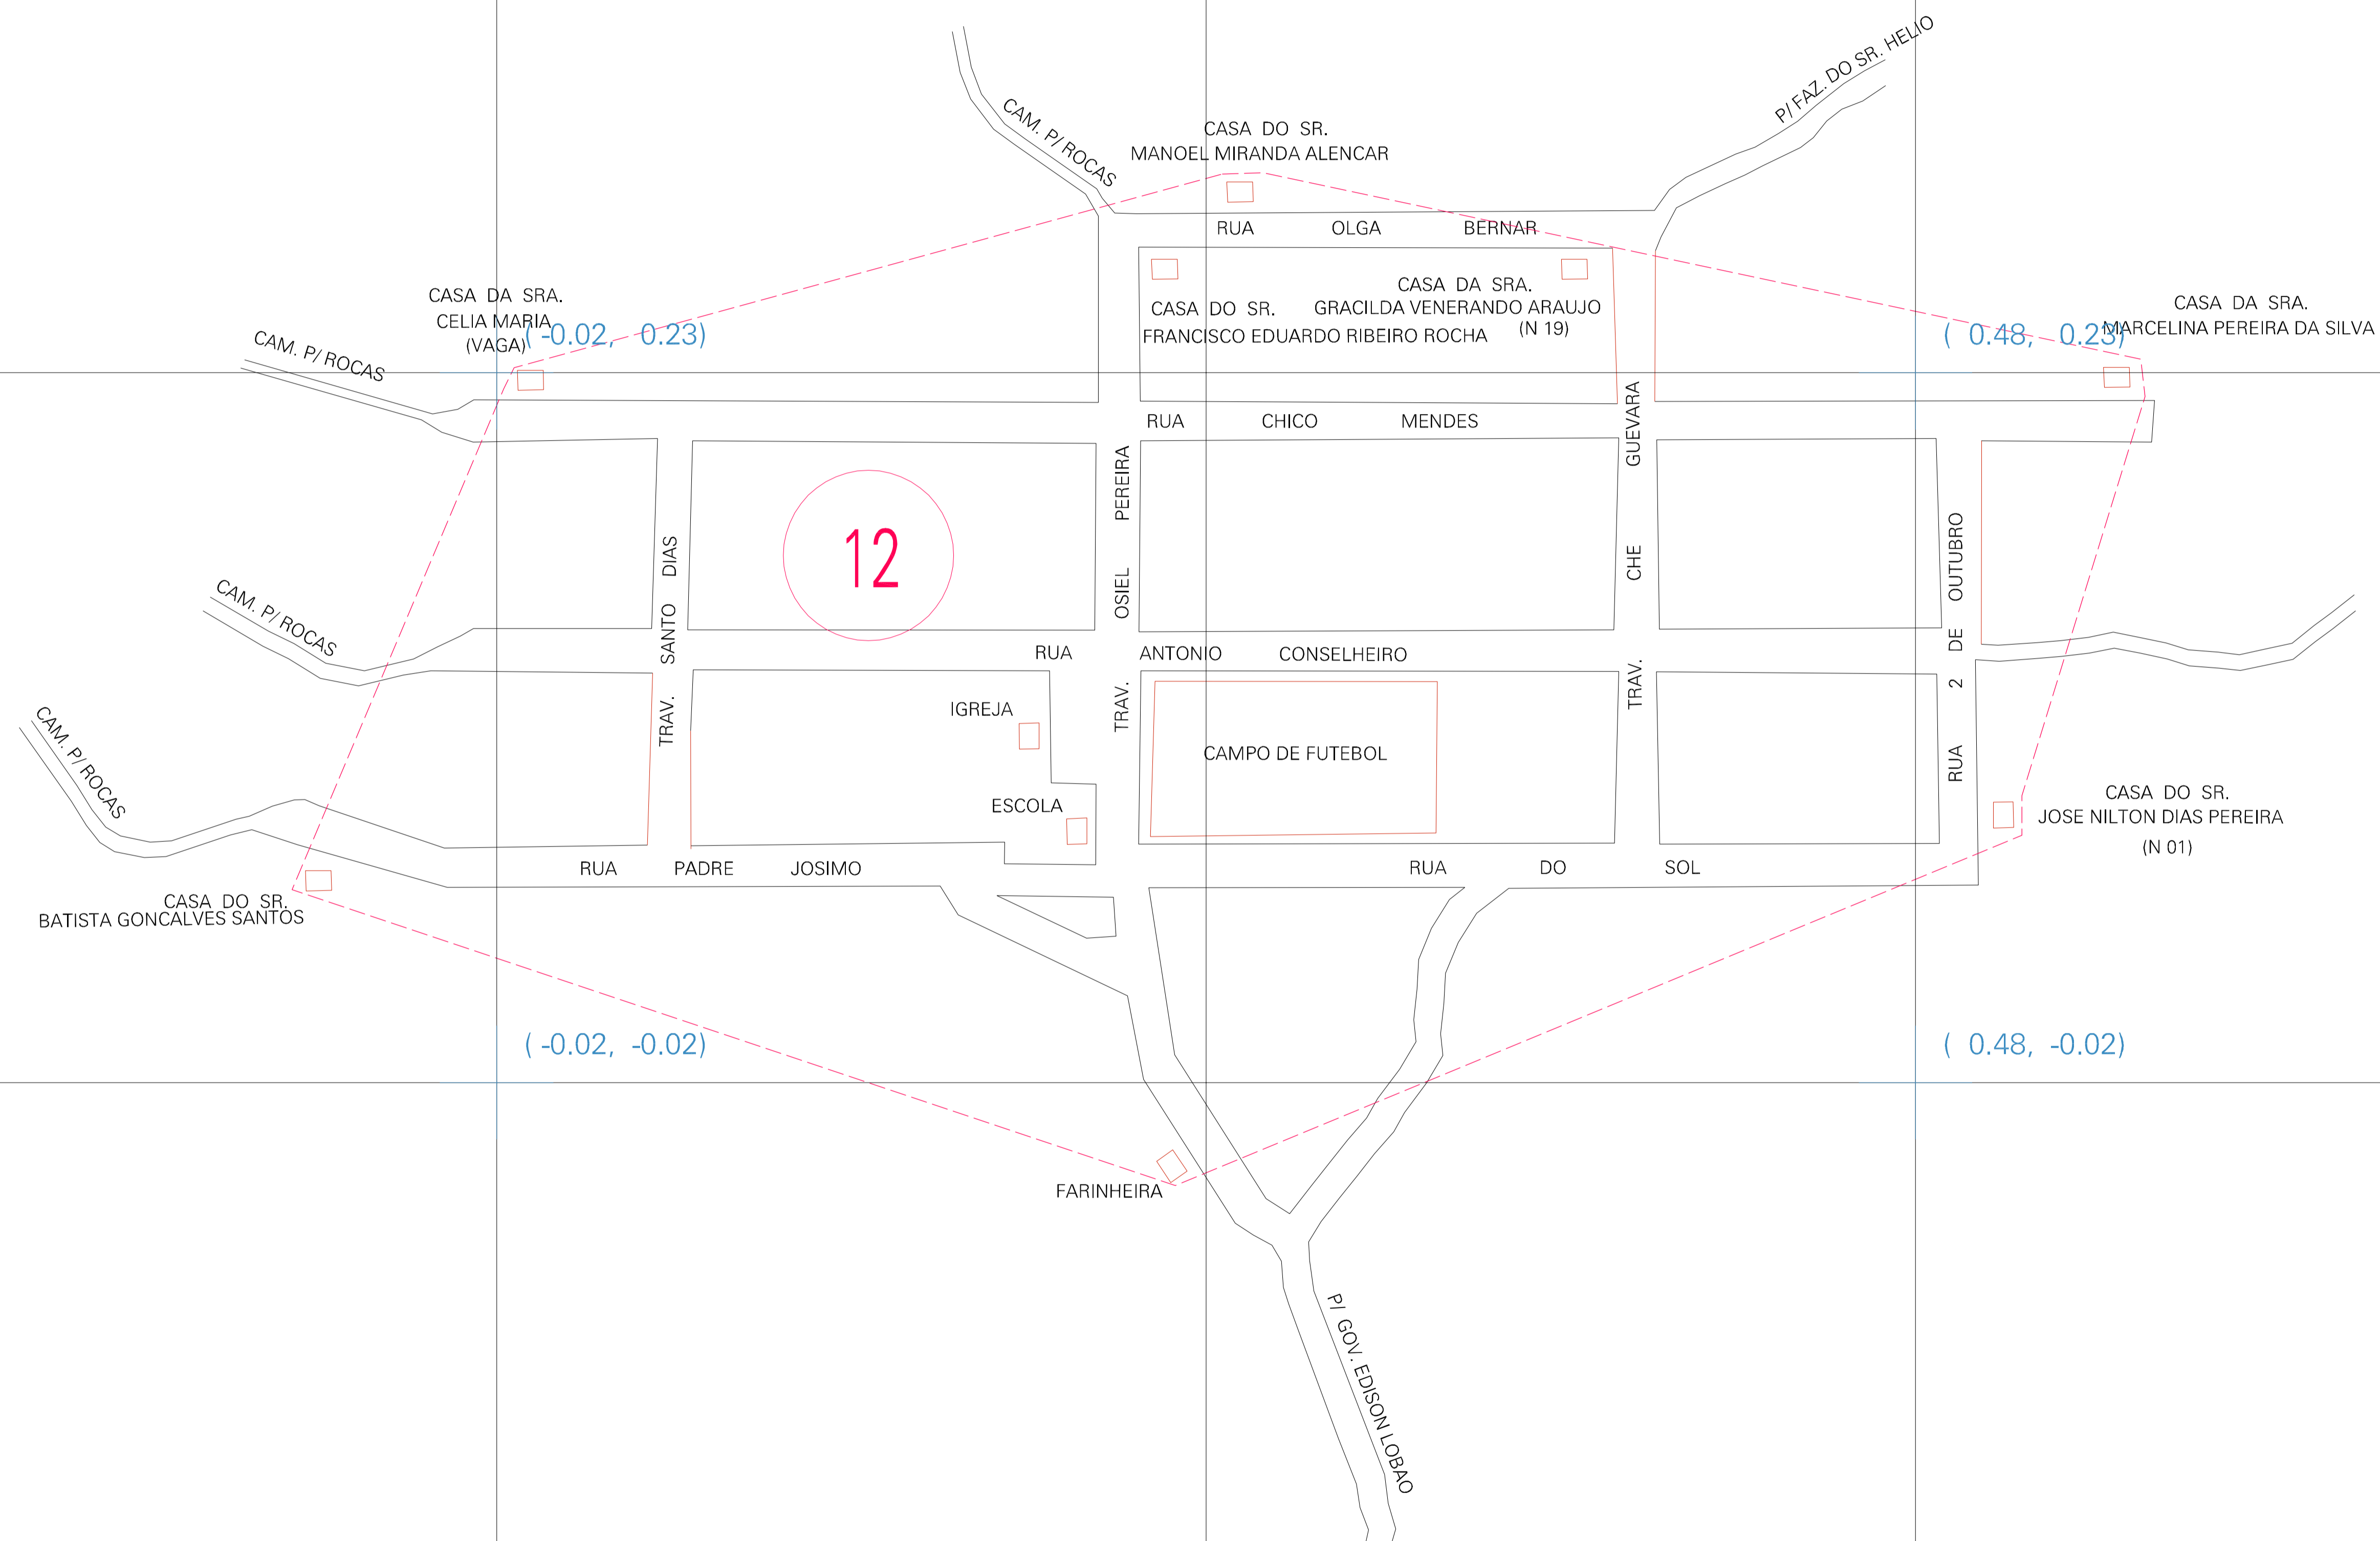 P/ FAZ. DO SR. HELIO
CAM. P/ ROCAS
CASA DO SR.
MANOEL MIRANDA ALENCAR
RUA OLGA BERNAR
CASA DA SRA.
CELIA MARIA
(VAGA)
( -0.02, 0.23)
CAM. P/ ROCAS
CASA DO SR.
FRANCISCO EDUARDO RIBEIRO ROCHA
CASA DA SRA.
GRACILDA VENERANDO ARAUJO
(N 19)
CASA DA SRA.
MARCELINA PEREIRA DA SILVA
( 0.48, 0.23)
RUA CHICO MENDES
12
TRAV. SANTO DIAS
TRAV. OSIEL PEREIRA
TRAV. CHE GUEVARA
RUA 2 DE OUTUBRO
CAM. P/ ROCAS
RUA ANTONIO CONSELHEIRO
IGREJA
CAMPO DE FUTEBOL
ESCOLA
CAM. P/ ROCAS
CASA DO SR.
JOSE NILTON DIAS PEREIRA
(N 01)
RUA PADRE JOSIMO
RUA DO SOL
CASA DO SR.
BATISTA GONCALVES SANTOS
( -0.02, -0.02)
( 0.48, -0.02)
FARINHEIRA
P/ GOV. EDISON LOBAO